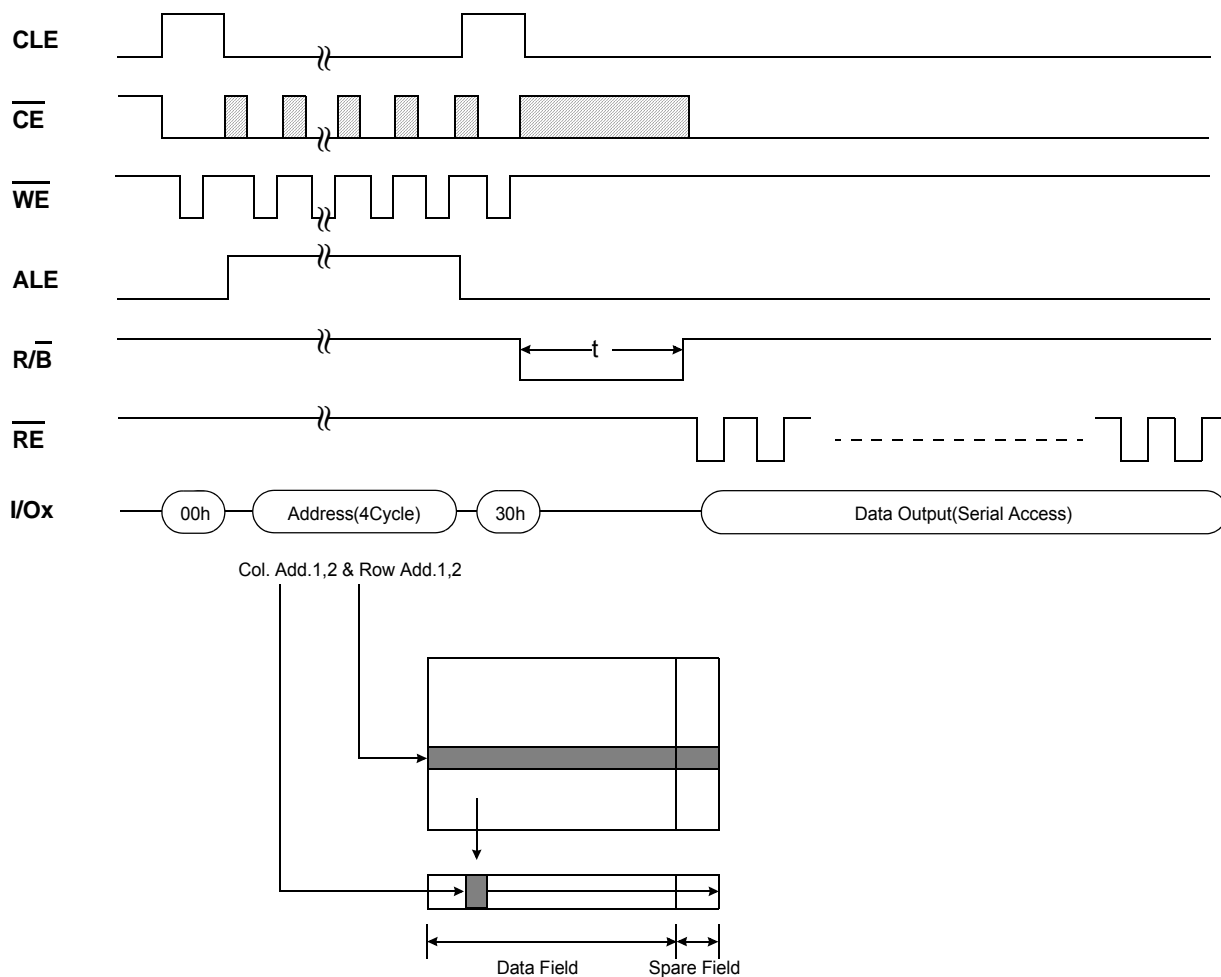 CLE
CE
WE
ALE
R/B
t
RE
I/Ox
00h
Address(4Cycle)
30h
Data Output(Serial Access)
Col. Add.1,2 & Row Add.1,2
Data Field
Spare Field